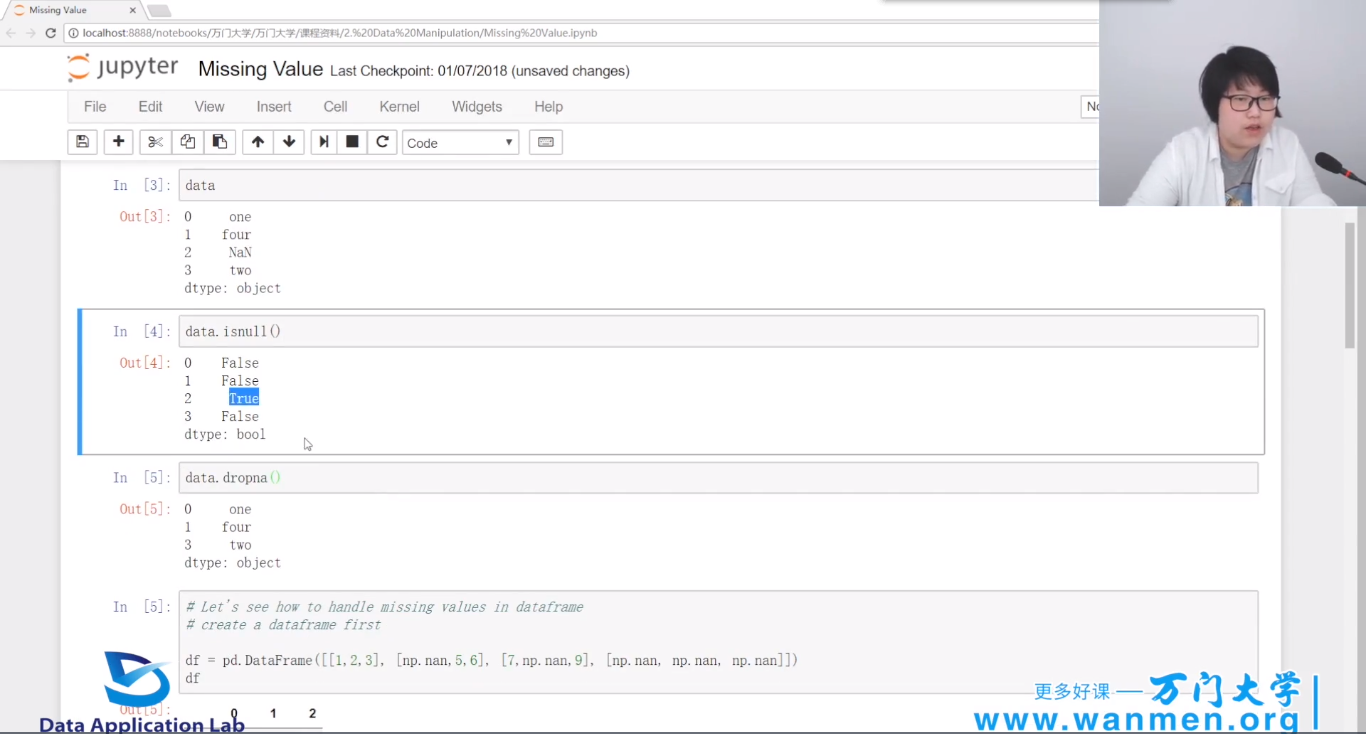 Missing Value
localhost:8888/notebooks/万门大学/万门大学/课程资料/2.%20Data%20Manipulation/Missing%20Value.ipynb
jupyter Missing Value Last Checkpoint: 01/07/2018 (unsaved changes)
File Edit View Insert Cell Kernel Widgets Help
Code
In [3]: data
Out[3]: 0 one
1 four
2 NaN
3 two
dtype: object
In [4]: data.isnull()
Out[4]: 0 False
1 False
2 True
3 False
dtype: bool
In [5]: data.dropna()
Out[5]: 0 one
1 four
3 two
dtype: object
In [5]: # Let's see how to handle missing values in dataframe
# create a dataframe first
df = pd.DataFrame([[1,2,3], [np.nan,5,6], [7,np.nan,9], [np.nan, np.nan, np.nan]])
df
Out[5]: 0 1 2
Data Application Lab
更多好课 — 万门大学
www.wanmen.org